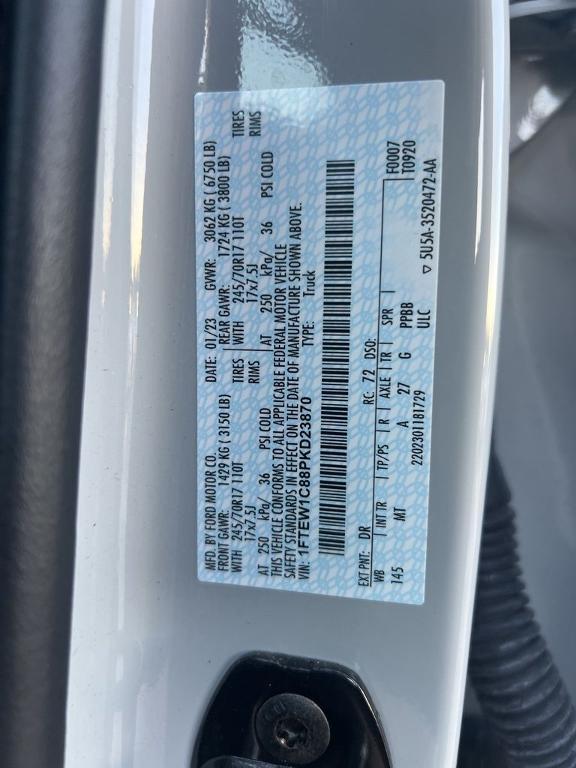 MFD. BY FORD MOTOR CO. DATE: 01/23 GVWR: 3062 KG ( 6750 LB)
FRONT GAWR: 1429 KG ( 3150 LB) REAR GAWR: 1724 KG ( 3800 LB)
WITH 245/70R17 110T TIRES WITH 245/70R17 110T TIRES
17x7.5J RIMS 17x7.5J RIMS
AT 250 kPa/ 36 PSI COLD AT 250 kPa/ 36 PSI COLD
THIS VEHICLE CONFORMS TO ALL APPLICABLE FEDERAL MOTOR VEHICLE
SAFETY STANDARDS IN EFFECT ON THE DATE OF MANUFACTURE SHOWN ABOVE.
VIN: 1FTEW1C88PKD23870 TYPE: Truck
EXT PNT: DR RC: 72 DSO: F0007
T0920
WB INT TR TP/PS R AXLE TR SPR
145 MT A 27 G PPBB
2202301181729 ULC
▽ 5U5A-3520472-AA